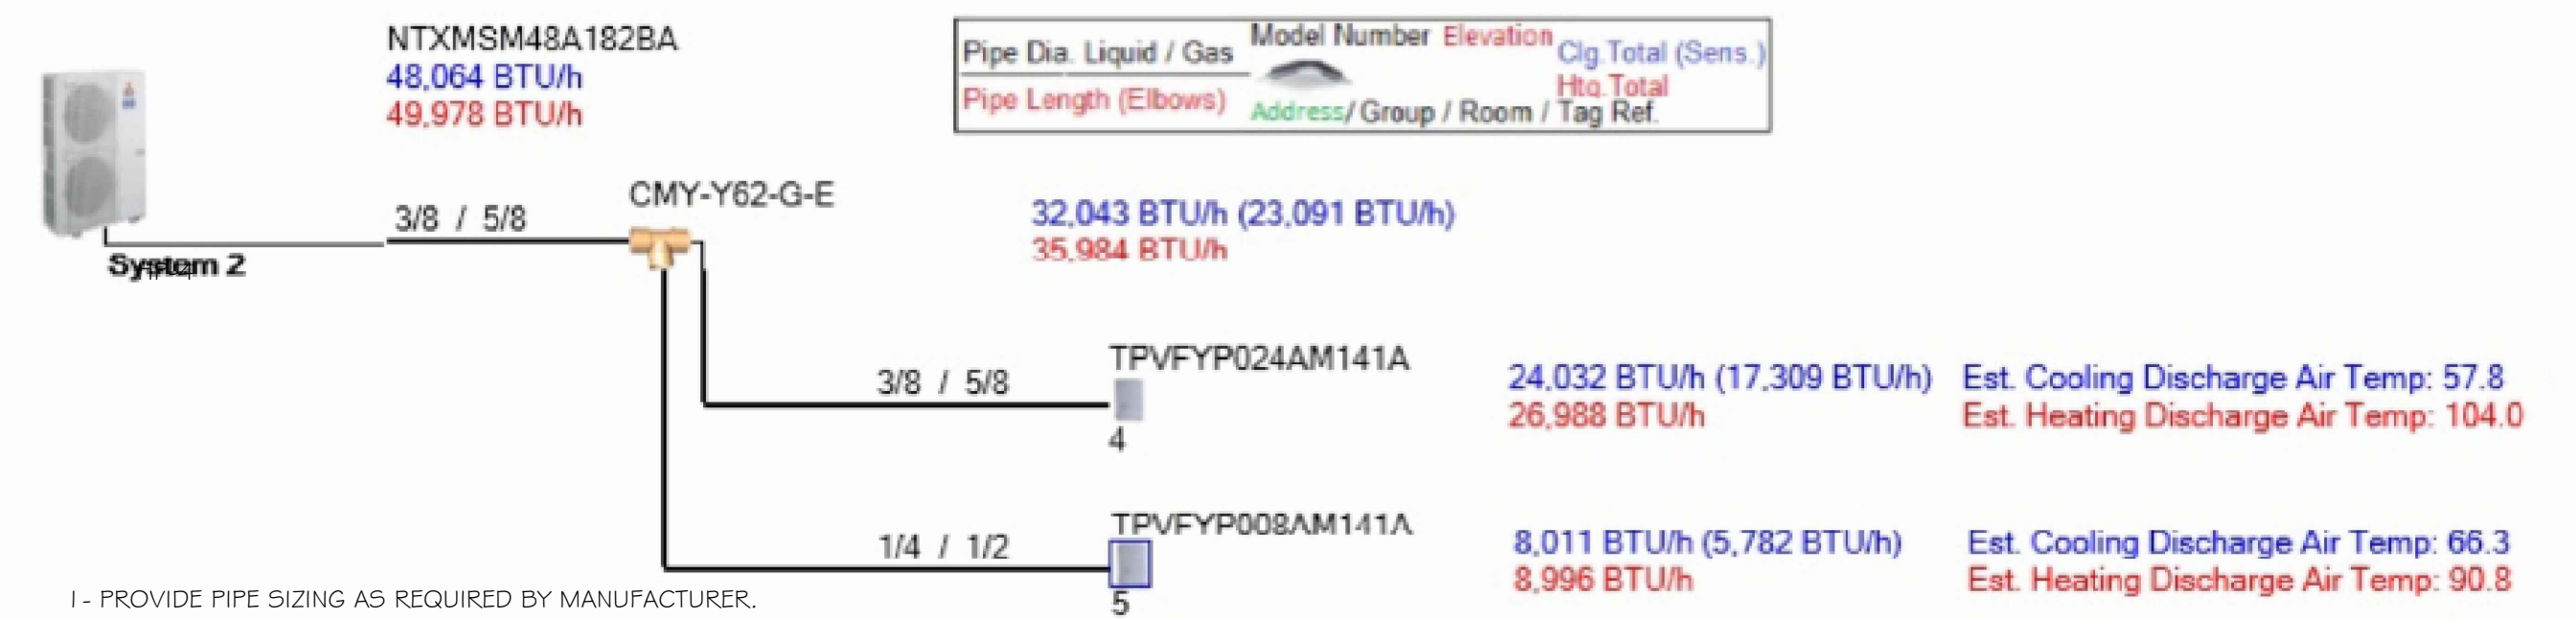 NTXMSM48A182BA
48,064 BTU/h
49,978 BTU/h
Pipe Dia. Liquid / Gas
Pipe Length (Elbows)
Model Number Elevation
Clg.Total (Sens.)
Htg.Total
Address/ Group / Room / Tag Ref.
3/8 / 5/8
CMY-Y62-G-E
System 2
32,043 BTU/h (23,091 BTU/h)
35,984 BTU/h
3/8 / 5/8
TPVFYP024AM141A
4
24,032 BTU/h (17,309 BTU/h)
26,988 BTU/h
Est. Cooling Discharge Air Temp: 57.8
Est. Heating Discharge Air Temp: 104.0
1/4 / 1/2
TPVFYP008AM141A
5
8,011 BTU/h (5,782 BTU/h)
8,996 BTU/h
Est. Cooling Discharge Air Temp: 66.3
Est. Heating Discharge Air Temp: 90.8
1 - PROVIDE PIPE SIZING AS REQUIRED BY MANUFACTURER.